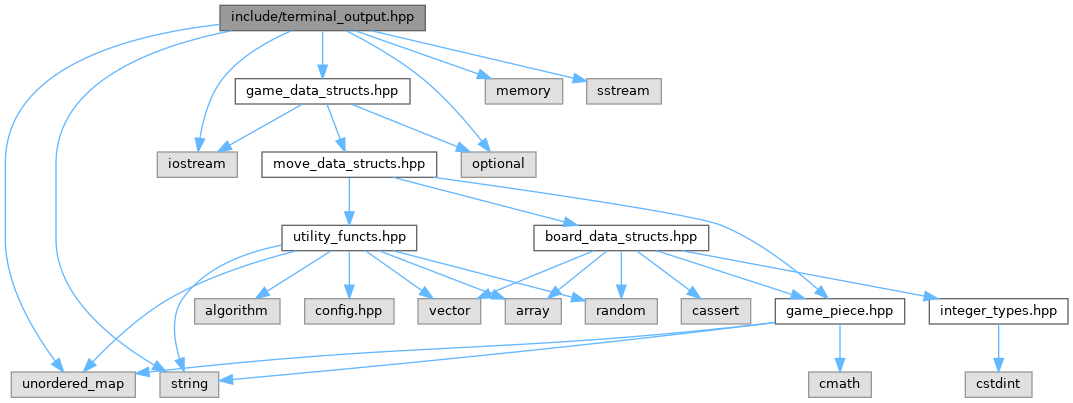 include/terminal_output.hpp
game_data_structs.hpp
memory
sstream
iostream
move_data_structs.hpp
optional
utility_functs.hpp
board_data_structs.hpp
algorithm
config.hpp
vector
array
random
cassert
game_piece.hpp
integer_types.hpp
unordered_map
string
cmath
cstdint